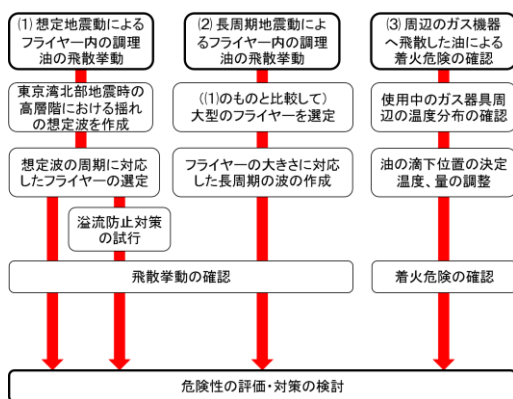 (1) 想定地震動による
フライヤー内の調理
油の飛散挙動
(2) 長周期地震動によ
るフライヤー内の調理
油の飛散挙動
(3) 周辺のガス機器
へ飛散した油による
着火危険の確認
東京湾北部地震時の
高層階における揺れ
の想定波を作成
((1)のものと比較して)
大型のフライヤーを選定
使用中のガス器具周
辺の温度分布の確認
想定波の周期に対応
したフライヤーの選定
フライヤーの大きさに対応
した長周期の波の作成
油の滴下位置の決定
温度、量の調整
溢流防止対策
の試行
飛散挙動の確認
着火危険の確認
危険性の評価・対策の検討